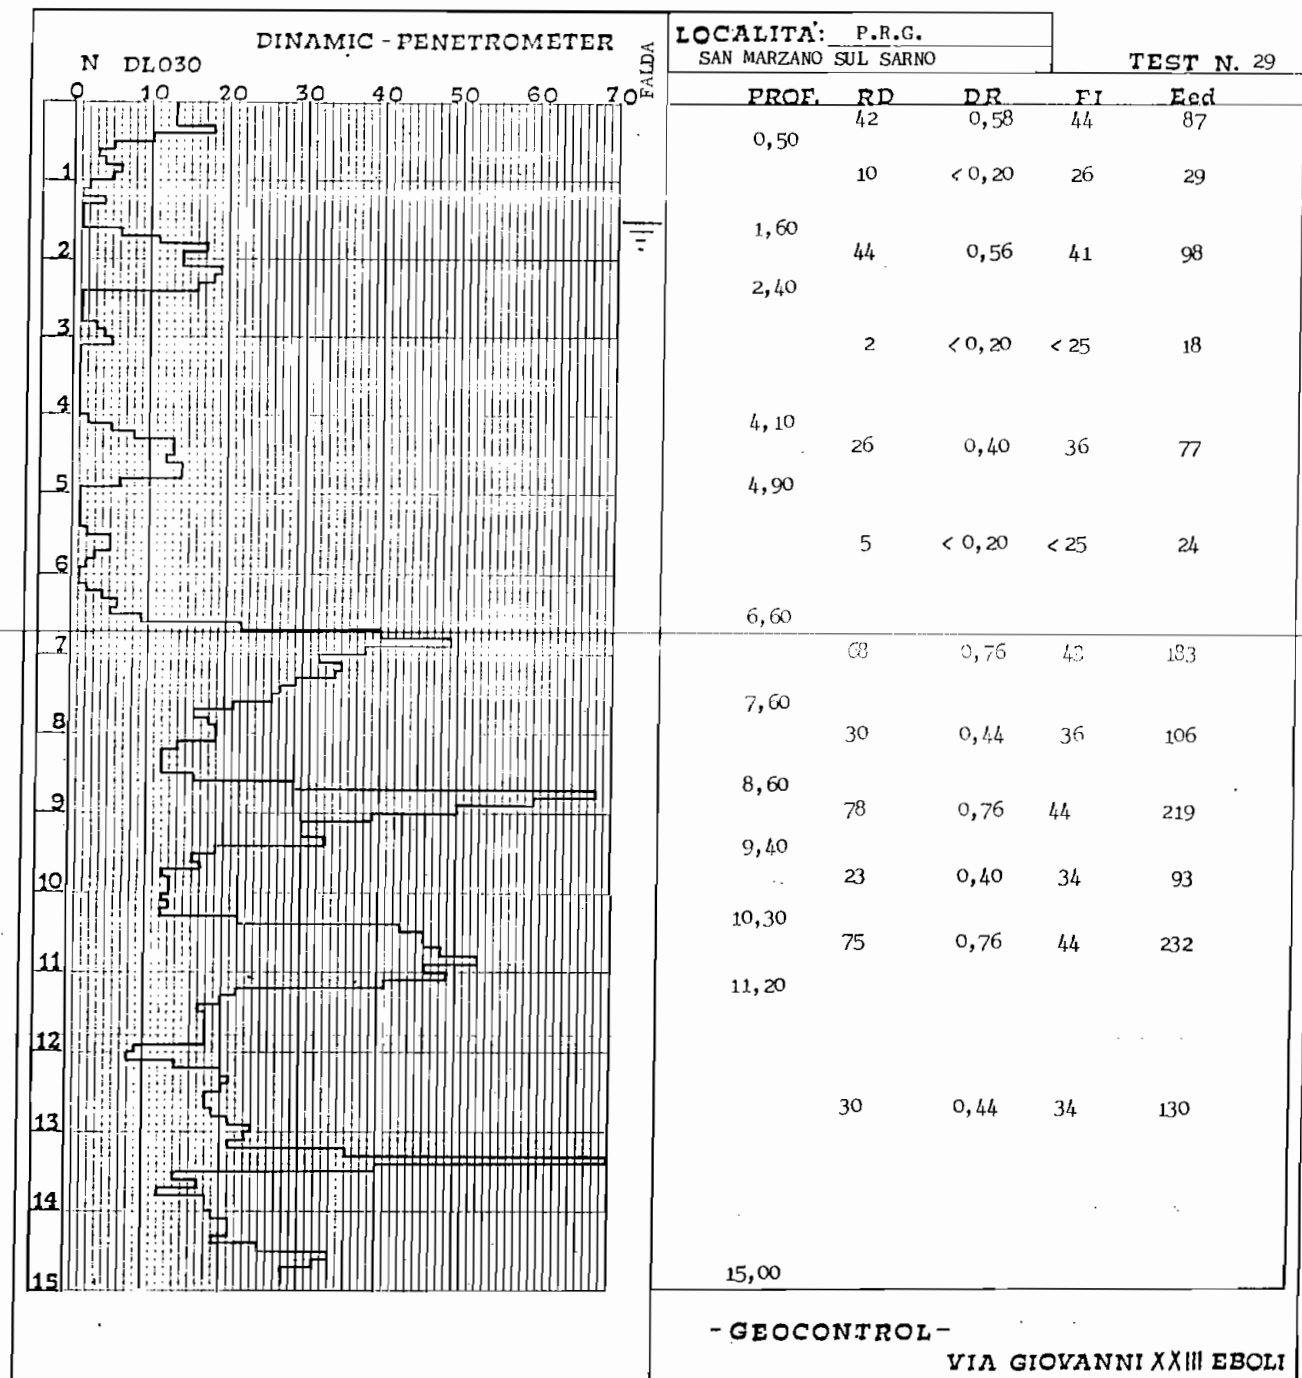 DINAMIC - PENETROMETER
N DL030
FALDA
0 10 20 30 40 50 60 70
1
2
3
4
5
6
7
8
9
10
11
12
13
14
15
LOCALITA': P.R.G.
SAN MARZANO SUL SARNO
TEST N. 29
PROF. RD DR FI Eed
42 0,58 44 87
0,50
10 < 0,20 26 29
1,60
44 0,56 41 98
2,40
2 < 0,20 < 25 18
4,10
26 0,40 36 77
4,90
5 < 0,20 < 25 24
6,60
68 0,76 183
7,60
30 0,44 36 106
8,60
78 0,76 44 219
9,40
23 0,40 34 93
10,30
75 0,76 44 232
11,20
30 0,44 34 130
15,00
- GEOCONTROL -
VIA GIOVANNI XXIII EBOLI